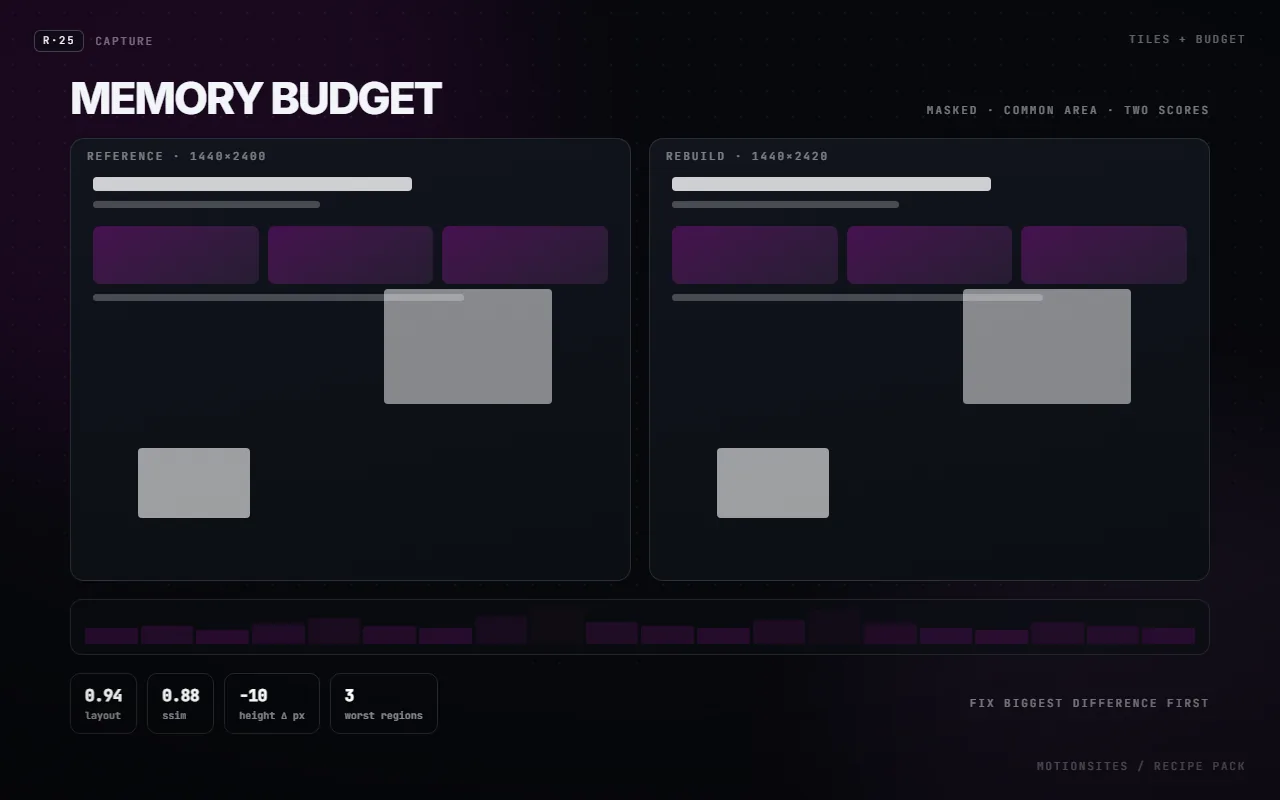 R·25 CAPTURE
TILES + BUDGET
MEMORY BUDGET
MASKED · COMMON AREA · TWO SCORES
REFERENCE · 1440×2400
REBUILD · 1440×2420
0.94
layout
0.88
ssim
-10
height Δ px
3
worst regions
FIX BIGGEST DIFFERENCE FIRST
MOTIONSITES / RECIPE PACK